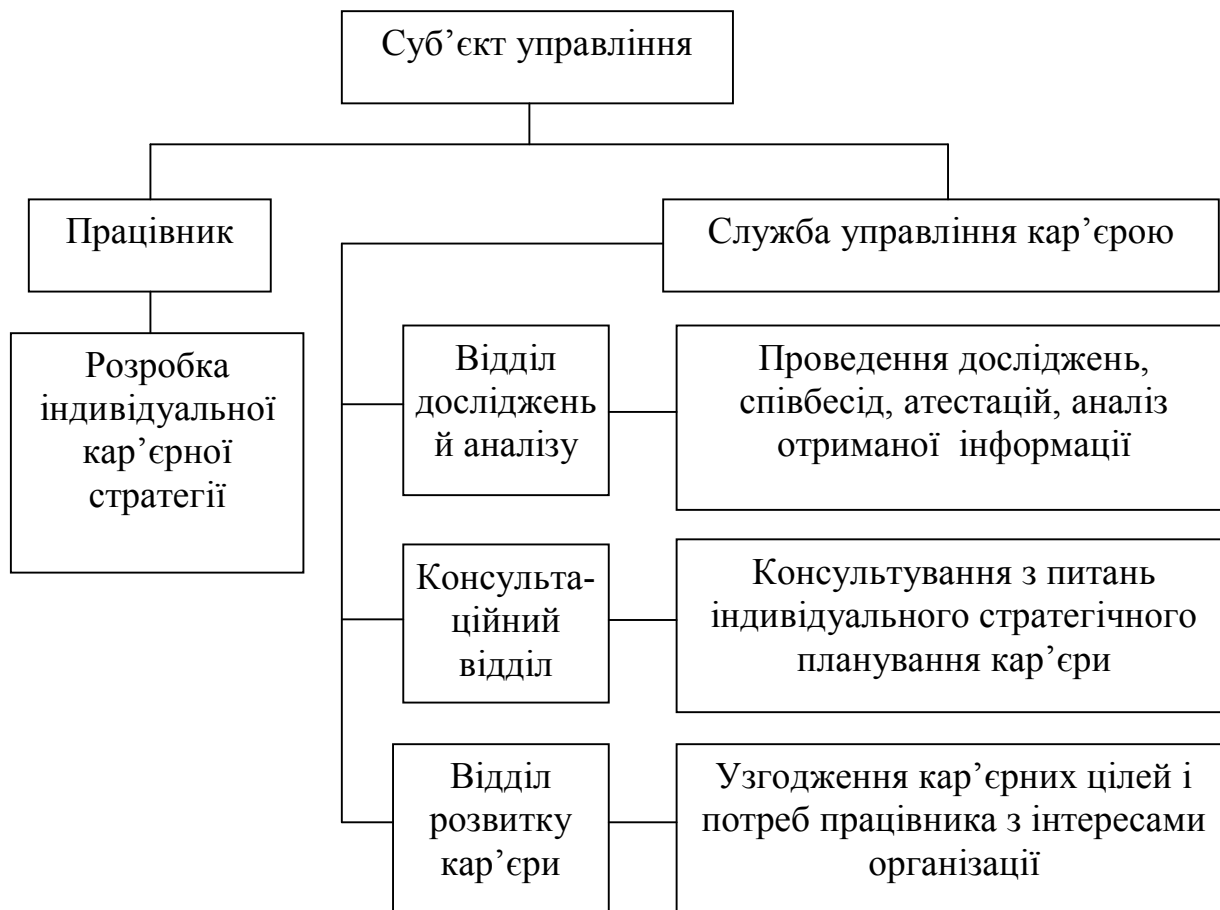 Суб’єкт управління
Працівник
Служба управління кар’єрою
Розробка
індивідуальної
кар’єрної
стратегії
Відділ
досліджень
й аналізу
Проведення досліджень,
співбесід, атестацій, аналіз
отриманої інформації
Консульта-
ційний
відділ
Консультування з питань
індивідуального стратегічного
планування кар’єри
Відділ
розвитку
кар’єри
Узгодження кар’єрних цілей і
потреб працівника з інтересами
організації